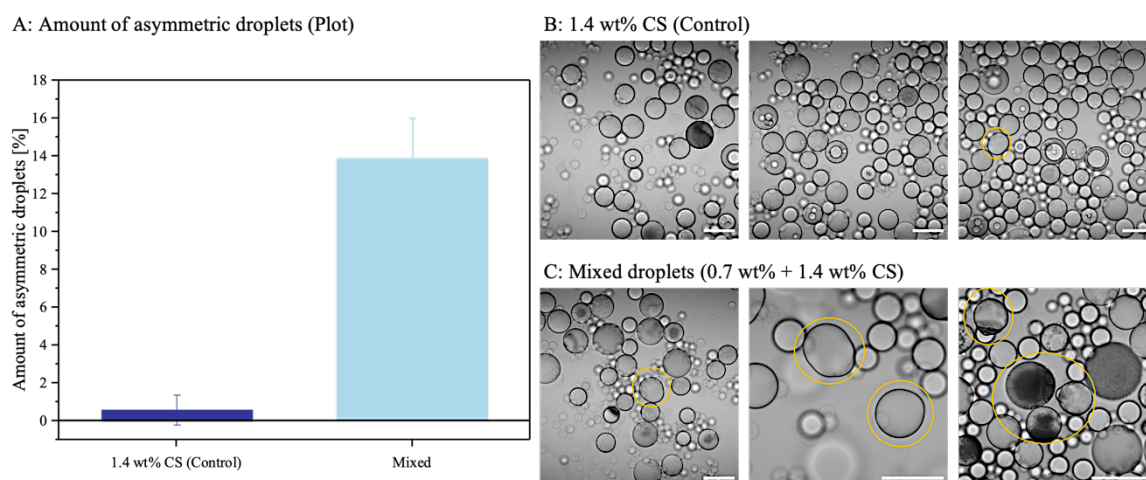 A: Amount of asymmetric droplets (Plot)
B: 1.4 wt% CS (Control)
Amount of asymmetric droplets [%]
18
16
14
12
10
8
6
4
2
0
1.4 wt% CS (Control)
Mixed
C: Mixed droplets (0.7 wt% + 1.4 wt% CS)